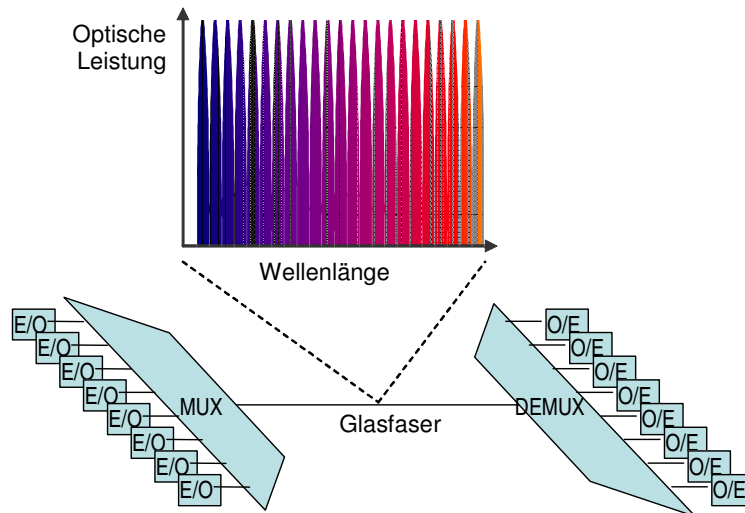 Optische
Leistung
Wellenlänge
E/O
E/O
E/O
E/O
E/O
E/O
E/O
E/O
MUX
Glasfaser
DEMUX
O/E
O/E
O/E
O/E
O/E
O/E
O/E
O/E